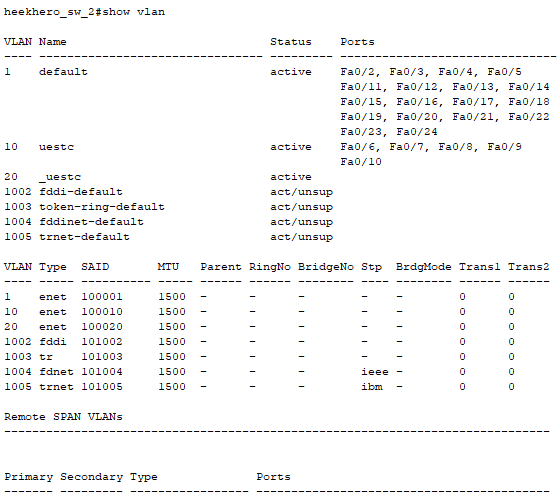 heekhero_sw_2#show vlan
VLAN Name                             Status    Ports
---- -------------------------------- --------- -------------------------------
1    default                          active    Fa0/2, Fa0/3, Fa0/4, Fa0/5
                                                Fa0/11, Fa0/12, Fa0/13, Fa0/14
                                                Fa0/15, Fa0/16, Fa0/17, Fa0/18
                                                Fa0/19, Fa0/20, Fa0/21, Fa0/22
                                                Fa0/23, Fa0/24
10   uestc                            active    Fa0/6, Fa0/7, Fa0/8, Fa0/9
                                                Fa0/10
20   _uestc                           active
1002 fddi-default                     act/unsup
1003 token-ring-default               act/unsup
1004 fddinet-default                  act/unsup
1005 trnet-default                    act/unsup
VLAN Type  SAID       MTU   Parent RingNo BridgeNo Stp  BrdgMode Trans1 Trans2
---- ----- ---------- ----- ------ ------ -------- ---- -------- ------ ------
1    enet  100001     1500  -      -      -        -    -        0      0
10   enet  100010     1500  -      -      -        -    -        0      0
20   enet  100020     1500  -      -      -        -    -        0      0
1002 fddi  101002     1500  -      -      -        -    -        0      0
1003 tr    101003     1500  -      -      -        -    -        0      0
1004 fdnet 101004     1500  -      -      -        ieee -        0      0
1005 trnet 101005     1500  -      -      -        ibm  -        0      0
Remote SPAN VLANs
------------------------------------------------------------------------------
Primary Secondary Type              Ports
------- --------- ----------------- ------------------------------------------